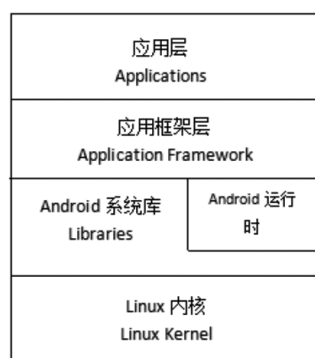 应用层
Applications
应用框架层
Application Framework
Android 系统库
Libraries
Android 运行
时
Linux 内核
Linux Kernel